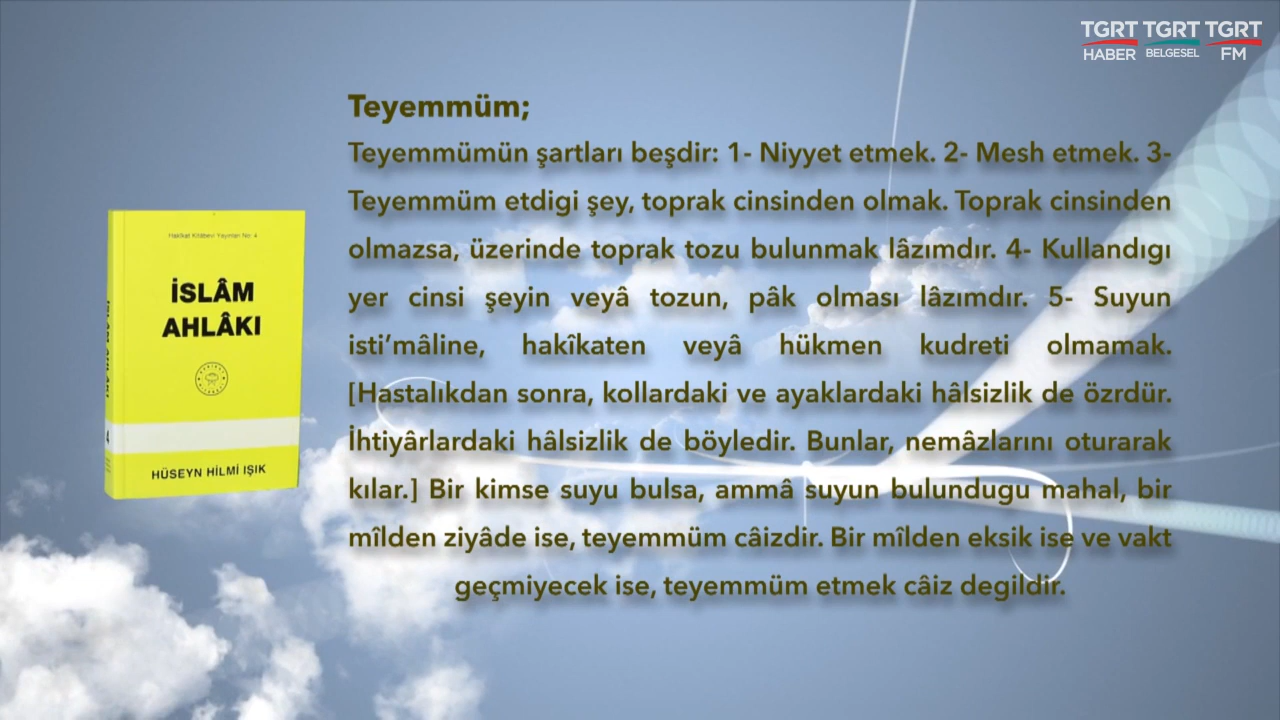 TGRT TGRT TGRT
HABER BELGESEL FM
Teyemmüm;
Teyemmümün şartları beşdir: 1- Niyyet etmek. 2- Mesh etmek. 3-
Teyemmüm etdigi şey, toprak cinsinden olmak. Toprak cinsinden
olmazsa, üzerinde toprak tozu bulunmak lâzımdır. 4- Kullandıgı
yer cinsi şeyin veyâ tozun, pâk olması lâzımdır. 5- Suyun
isti’mâline, hakîkaten veyâ hükmen kudreti olmamak.
[Hastalıkdan sonra, kollardaki ve ayaklardaki hâlsizlik de özrdür.
İhtiyârlardaki hâlsizlik de böyledir. Bunlar, nemâzlarını oturarak
kılar.] Bir kimse suyu bulsa, ammâ suyun bulundugu mahal, bir
mîlden ziyâde ise, teyemmüm câizdir. Bir mîlden eksik ise ve vakt
geçmiyecek ise, teyemmüm etmek câiz degildir.
Hakîkat Kitâbevi Yayınları No: 4
İSLÂM
AHLÂKI
HÜSEYN HİLMİ IŞIK